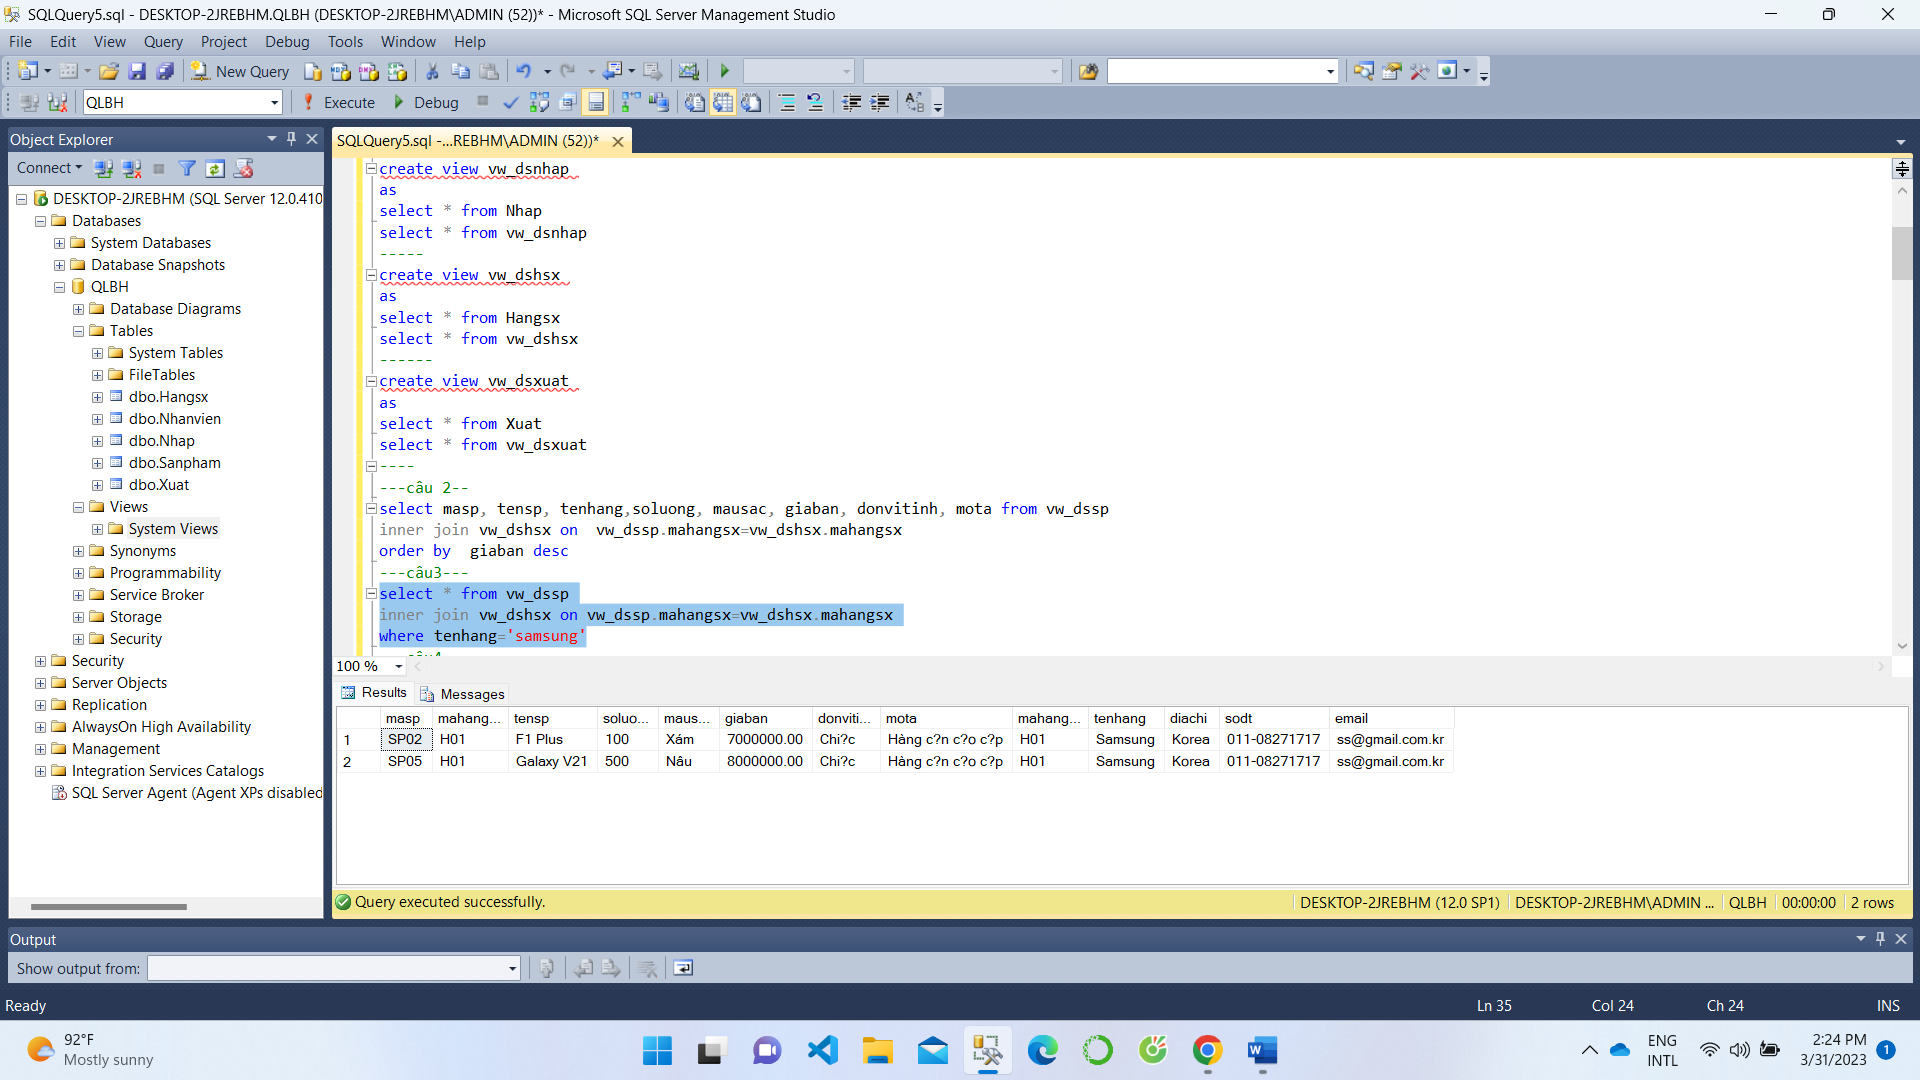 SQLQuery5.sql - DESKTOP-2JREBHM.QLBH (DESKTOP-2JREBHM\ADMIN (52))* - Microsoft SQL Server Management Studio
File Edit View Query Project Debug Tools Window Help
New Query
QLBH Execute Debug
Object Explorer
Connect
DESKTOP-2JREBHM (SQL Server 12.0.410
Databases
System Databases
Database Snapshots
QLBH
Database Diagrams
Tables
System Tables
FileTables
dbo.Hangsx
dbo.Nhanvien
dbo.Nhap
dbo.Sanpham
dbo.Xuat
Views
System Views
Synonyms
Programmability
Service Broker
Storage
Security
Security
Server Objects
Replication
AlwaysOn High Availability
Management
Integration Services Catalogs
SQL Server Agent (Agent XPs disabled
SQLQuery5.sql -...REBHM\ADMIN (52))*
create view vw_dsnhap
as
select * from Nhap
select * from vw_dsnhap
-----
create view vw_dshsx
as
select * from Hangsx
select * from vw_dshsx
------
create view vw_dsxuat
as
select * from Xuat
select * from vw_dsxuat
----
---câu 2--
select masp, tensp, tenhang,soluong, mausac, giaban, donvitinh, mota from vw_dssp
inner join vw_dshsx on  vw_dssp.mahangsx=vw_dshsx.mahangsx
order by  giaban desc
---câu3---
select * from vw_dssp
inner join vw_dshsx on vw_dssp.mahangsx=vw_dshsx.mahangsx
where tenhang='samsung'
100 %
Results Messages
masp mahang... tensp soluo... maus... giaban donviti... mota mahang... tenhang diachi sodt email
1 SP02 H01 F1 Plus 100 Xám 7000000.00 Chi?c Hàng c?n c?o c?p H01 Samsung Korea 011-08271717 ss@gmail.com.kr
2 SP05 H01 Galaxy V21 500 Nâu 8000000.00 Chi?c Hàng c?n c?o c?p H01 Samsung Korea 011-08271717 ss@gmail.com.kr
Query executed successfully. DESKTOP-2JREBHM (12.0 SP1) DESKTOP-2JREBHM\ADMIN ... QLBH 00:00:00 2 rows
Output
Show output from:
Ready Ln 35 Col 24 Ch 24 INS
92°F
Mostly sunny
ENG
INTL
2:24 PM
3/31/2023
1